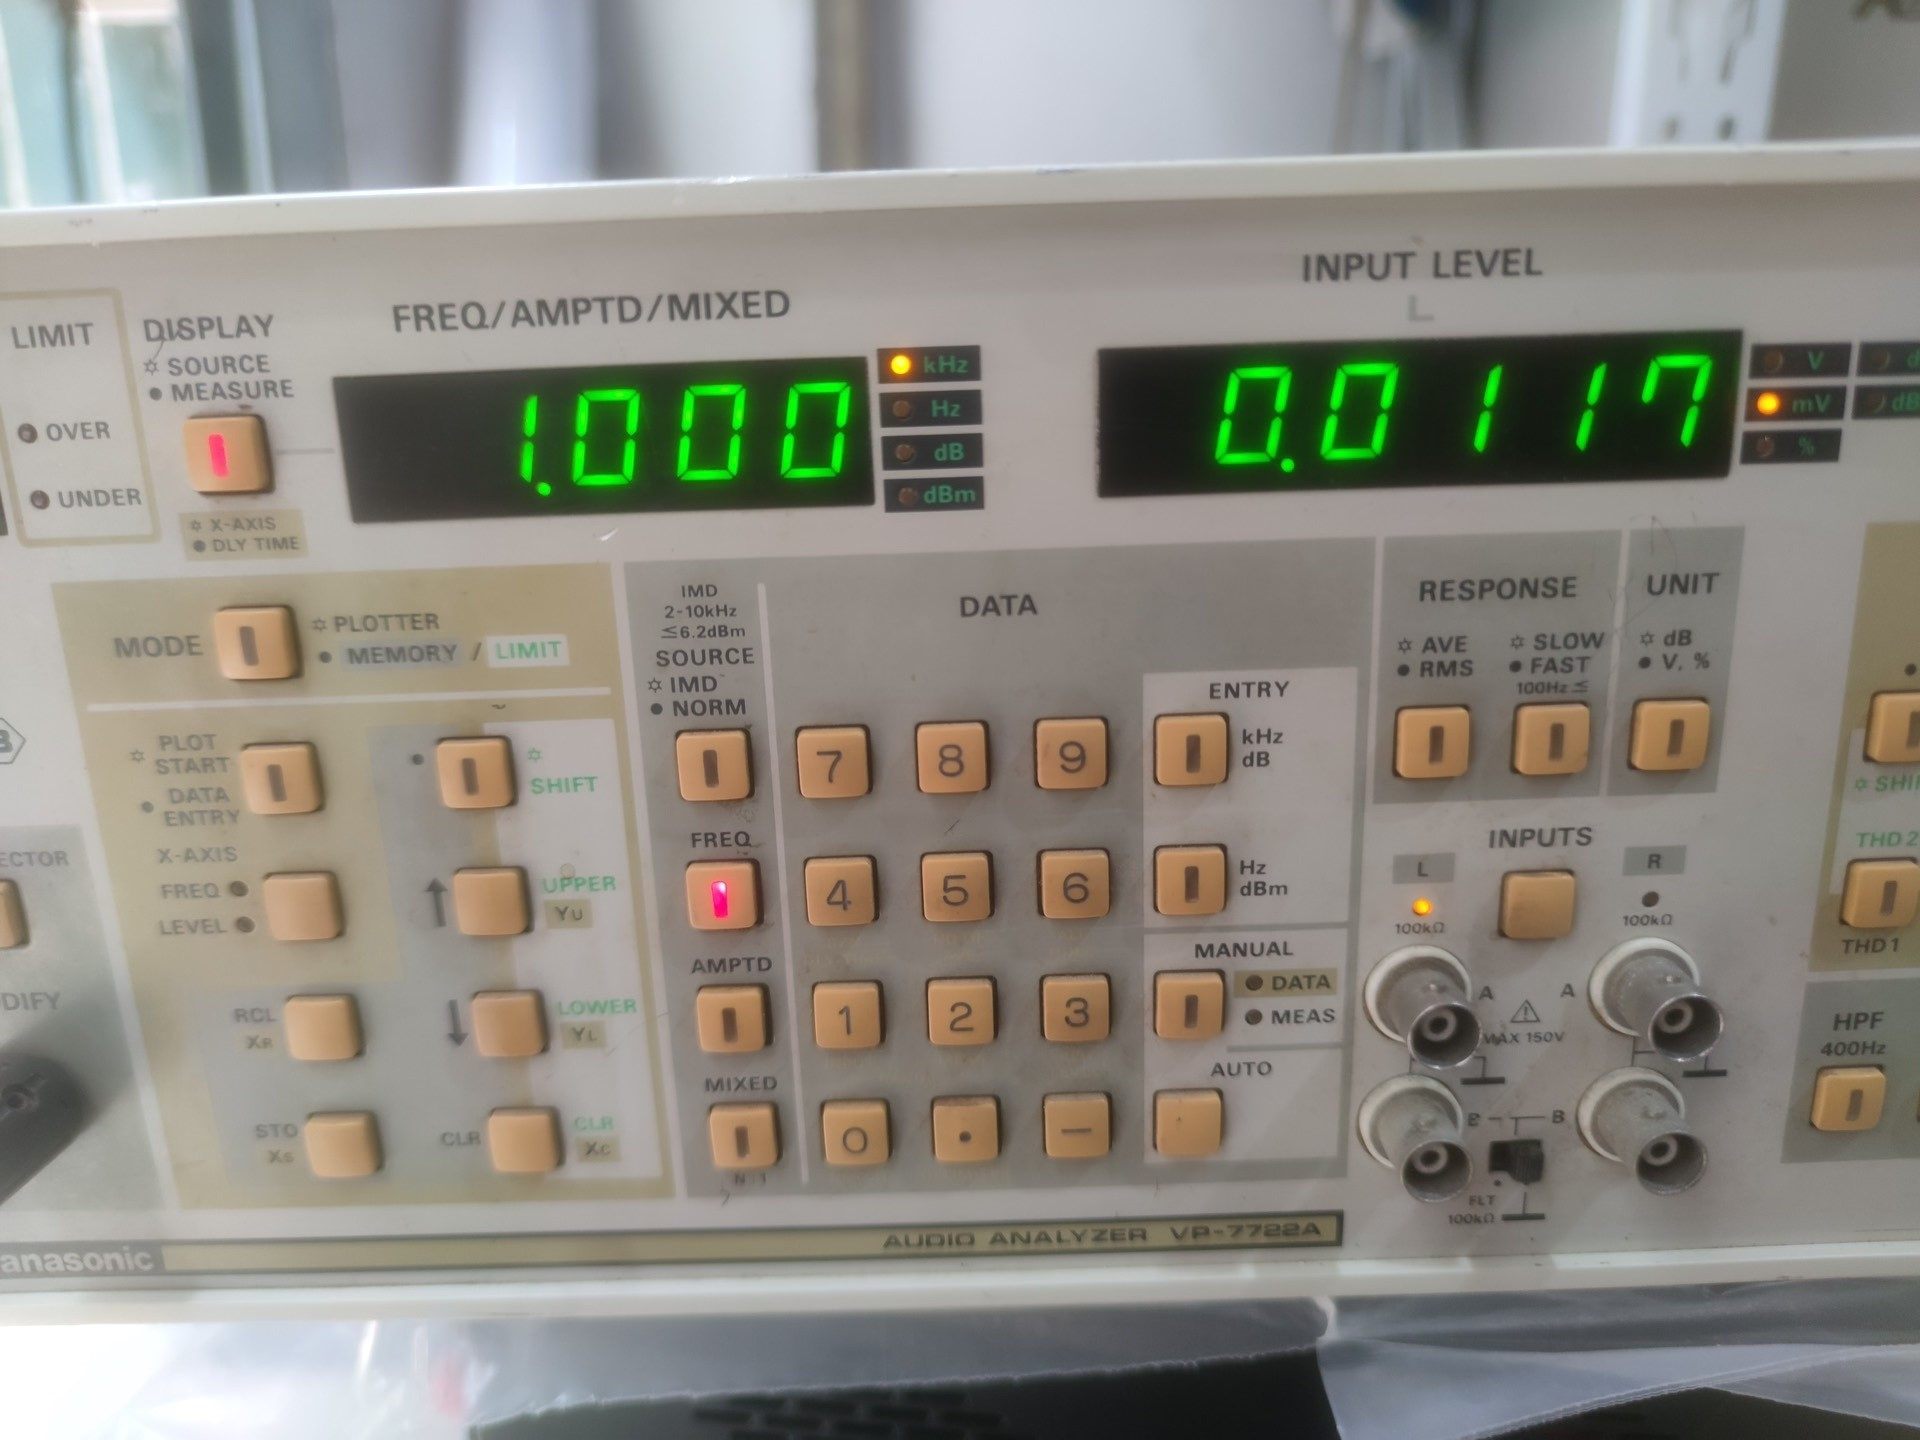 INPUT LEVEL
L
FREQ/AMPTD/MIXED
LIMIT
DISPLAY
SOURCE
MEASURE
OVER
UNDER
X-AXIS
DLY TIME
1.000
kHz
Hz
dB
dBm
0.0117
V
mV
%
MODE
PLOTTER
MEMORY / LIMIT
PLOT
START
DATA
ENTRY
SHIFT
X-AXIS
FREQ
LEVEL
UPPER
YU
RCL
XR
LOWER
YL
STO
XS
CLR
CLR
XC
IMD
2-10kHz
≤6.2dBm
SOURCE
IMD
NORM
FREQ
AMPTD
MIXED
DATA
7 8 9
4 5 6
1 2 3
0 • −
ENTRY
kHz
dB
Hz
dBm
MANUAL
DATA
MEAS
AUTO
RESPONSE
AVE
RMS
SLOW
FAST
100Hz≤
UNIT
dB
V, %
INPUTS
L
R
100kΩ
100kΩ
A
A
MAX 150V
B
B
FLT
100kΩ
THD 2
THD 1
HPF
400Hz
AUDIO ANALYZER VP-7722A